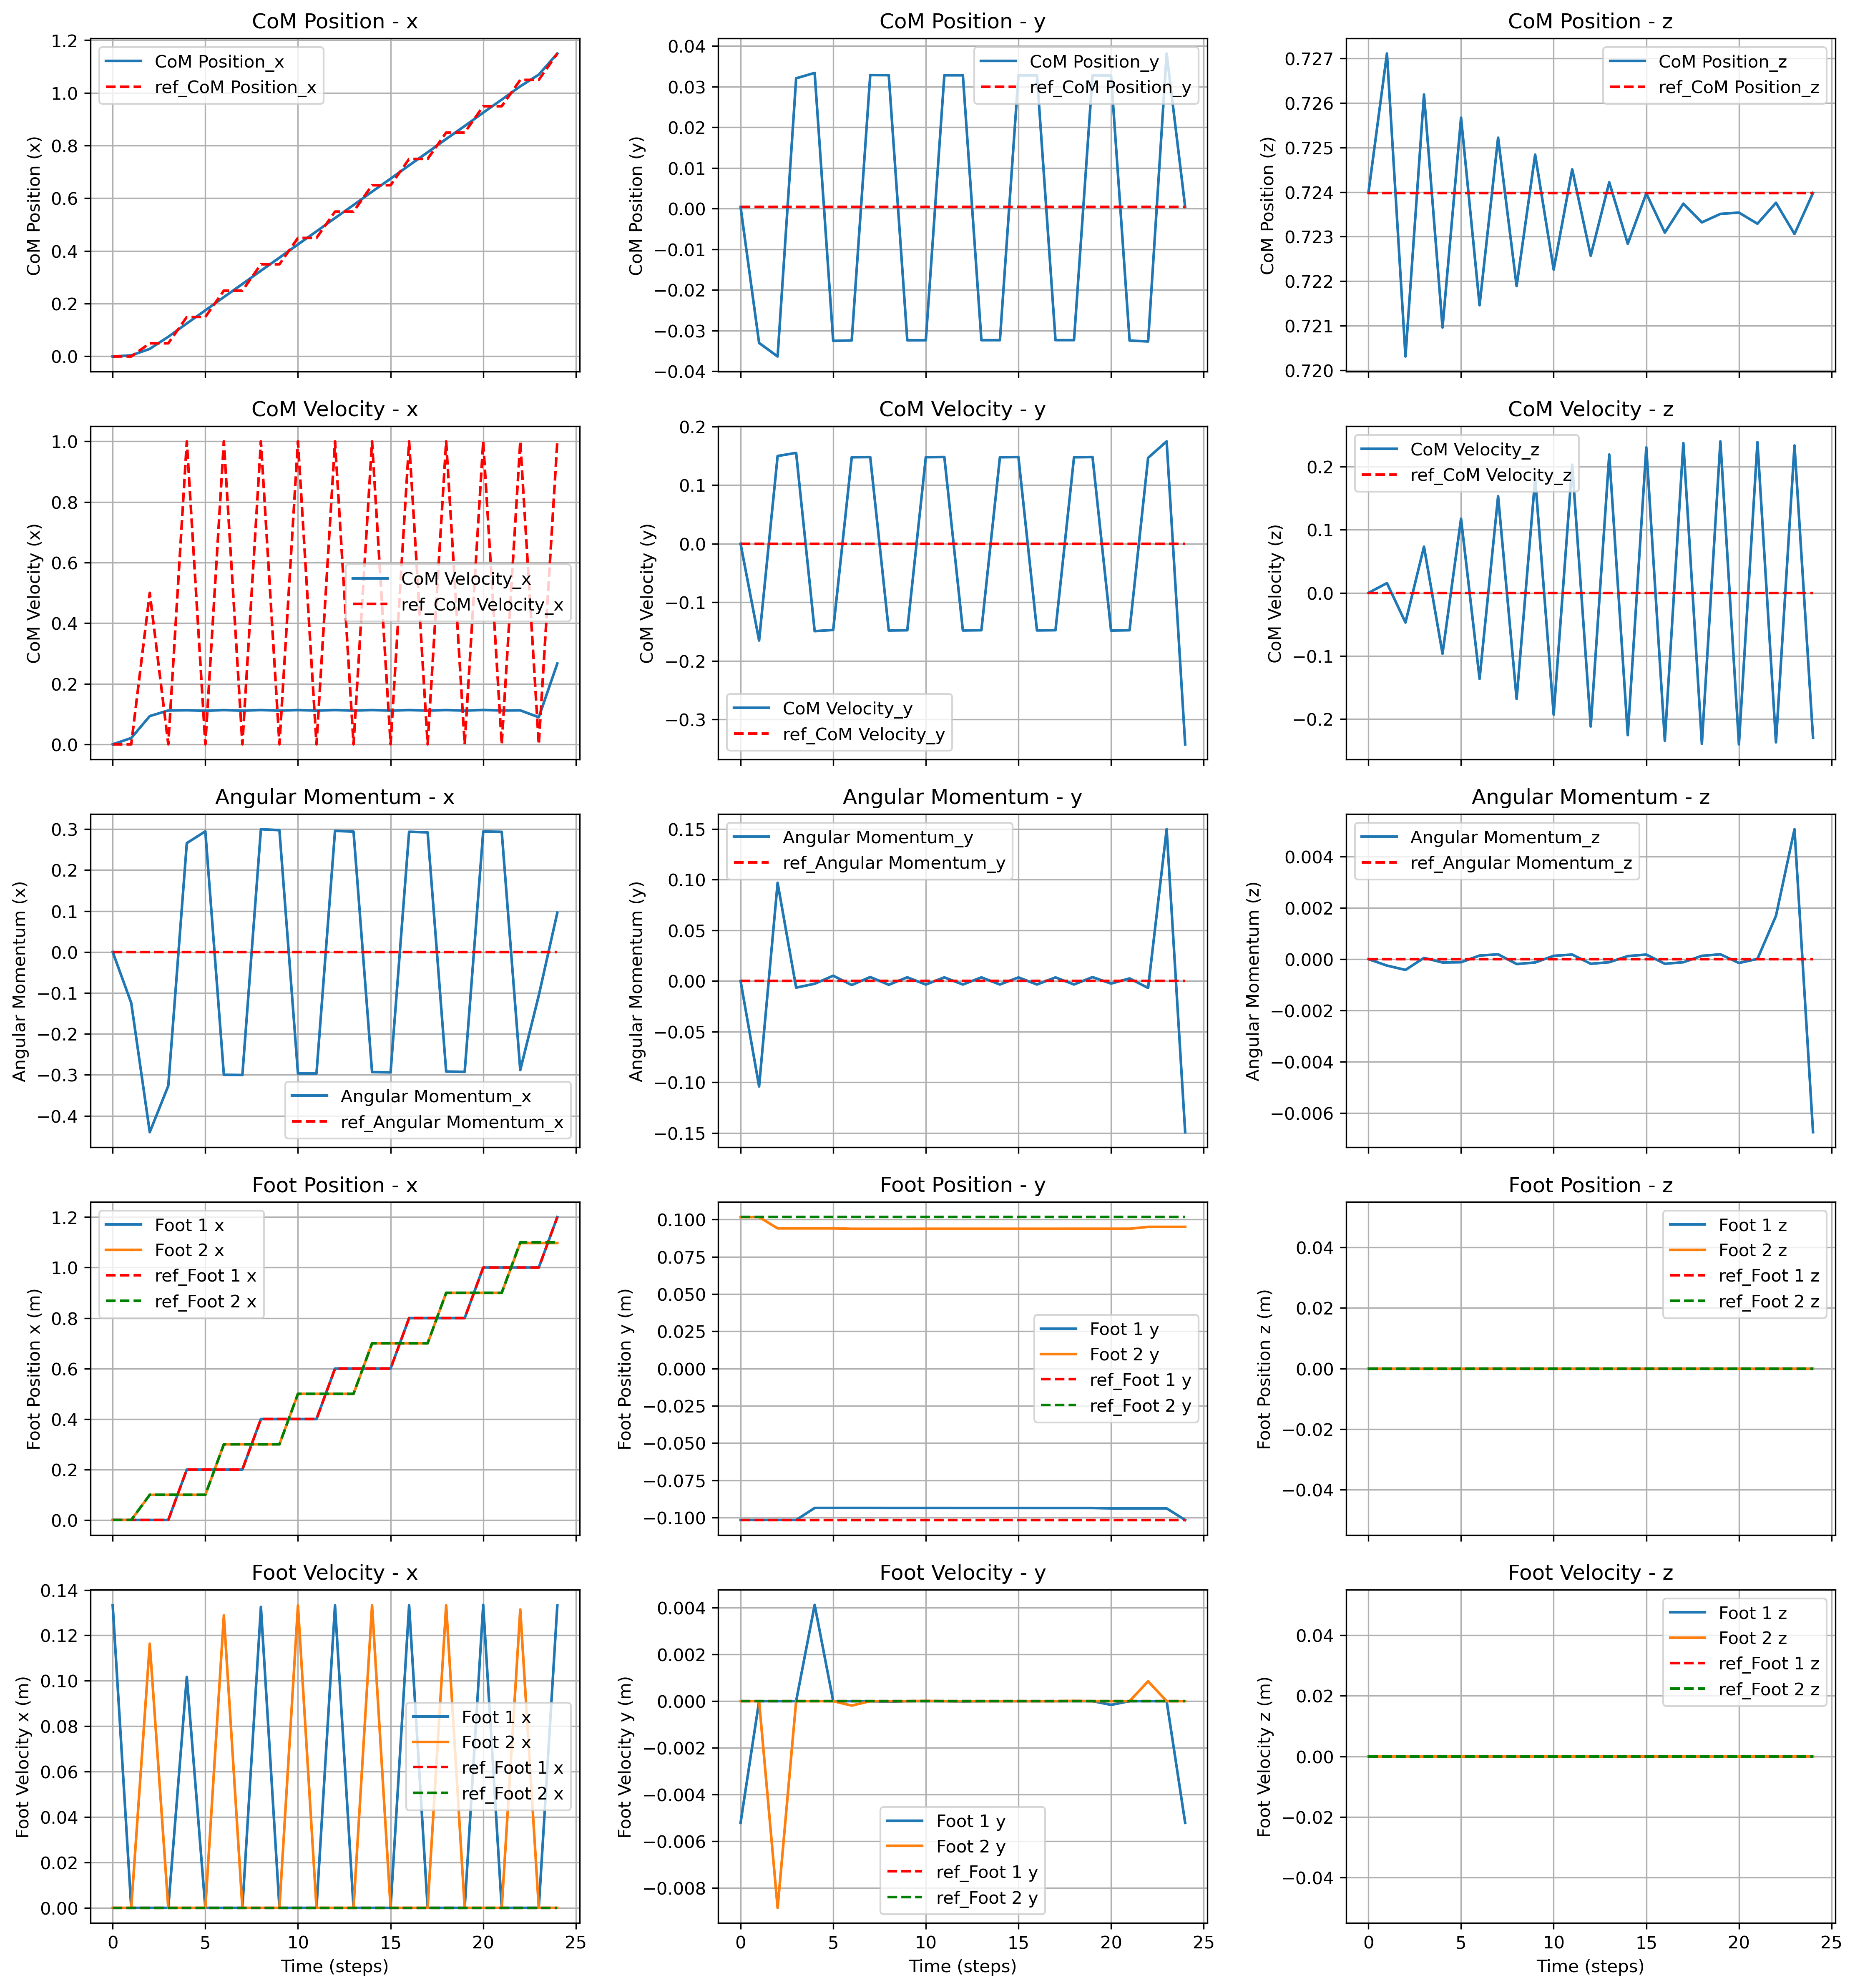 CoM Position - x
CoM Position (x)
1.2
1.0
0.8
0.6
0.4
0.2
0.0
CoM Position_x
ref_CoM Position_x
CoM Position - y
CoM Position (y)
0.04
0.03
0.02
0.01
0.00
−0.01
−0.02
−0.03
−0.04
CoM Position_y
ref_CoM Position_y
CoM Position - z
CoM Position (z)
0.727
0.726
0.725
0.724
0.723
0.722
0.721
0.720
CoM Position_z
ref_CoM Position_z
CoM Velocity - x
CoM Velocity (x)
1.0
0.8
0.6
0.4
0.2
0.0
CoM Velocity_x
ref_CoM Velocity_x
CoM Velocity - y
CoM Velocity (y)
0.2
0.1
0.0
−0.1
−0.2
−0.3
CoM Velocity_y
ref_CoM Velocity_y
CoM Velocity - z
CoM Velocity (z)
0.2
0.1
0.0
−0.1
−0.2
CoM Velocity_z
ref_CoM Velocity_z
Angular Momentum - x
Angular Momentum (x)
0.3
0.2
0.1
0.0
−0.1
−0.2
−0.3
−0.4
Angular Momentum_x
ref_Angular Momentum_x
Angular Momentum - y
Angular Momentum (y)
0.15
0.10
0.05
0.00
−0.05
−0.10
−0.15
Angular Momentum_y
ref_Angular Momentum_y
Angular Momentum - z
Angular Momentum (z)
0.004
0.002
0.000
−0.002
−0.004
−0.006
Angular Momentum_z
ref_Angular Momentum_z
Foot Position - x
Foot Position x (m)
1.2
1.0
0.8
0.6
0.4
0.2
0.0
Foot 1 x
Foot 2 x
ref_Foot 1 x
ref_Foot 2 x
Foot Position - y
Foot Position y (m)
0.100
0.075
0.050
0.025
0.000
−0.025
−0.050
−0.075
−0.100
Foot 1 y
Foot 2 y
ref_Foot 1 y
ref_Foot 2 y
Foot Position - z
Foot Position z (m)
0.04
0.02
0.00
−0.02
−0.04
Foot 1 z
Foot 2 z
ref_Foot 1 z
ref_Foot 2 z
Foot Velocity - x
Foot Velocity x (m)
0.14
0.12
0.10
0.08
0.06
0.04
0.02
0.00
Foot 1 x
Foot 2 x
ref_Foot 1 x
ref_Foot 2 x
0 5 10 15 20 25
Time (steps)
Foot Velocity - y
Foot Velocity y (m)
0.004
0.002
0.000
−0.002
−0.004
−0.006
−0.008
Foot 1 y
Foot 2 y
ref_Foot 1 y
ref_Foot 2 y
0 5 10 15 20 25
Time (steps)
Foot Velocity - z
Foot Velocity z (m)
0.04
0.02
0.00
−0.02
−0.04
Foot 1 z
Foot 2 z
ref_Foot 1 z
ref_Foot 2 z
0 5 10 15 20 25
Time (steps)